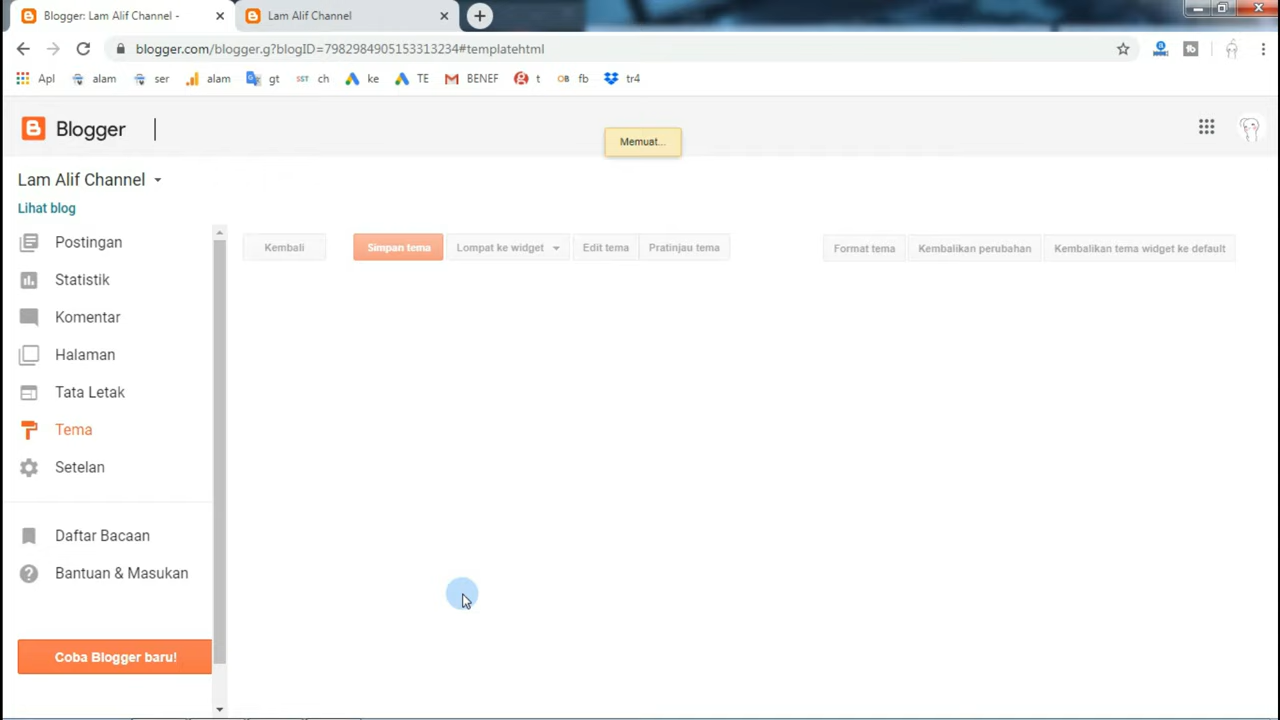 Blogger: Lam Alif Channel -
Lam Alif Channel
blogger.com/blogger.g?blogID=7982984905153313234#templatehtml
Apl
alam
ser
alam
gt
SST
ch
ke
TE
BENEF
t
OB
fb
tr4
Blogger
Memuat...
Lam Alif Channel
Lihat blog
Postingan
Statistik
Komentar
Halaman
Tata Letak
Tema
Setelan
Daftar Bacaan
Bantuan & Masukan
Coba Blogger baru!
Kembali
Simpan tema
Lompat ke widget
Edit tema
Pratinjau tema
Format tema
Kembalikan perubahan
Kembalikan tema widget ke default